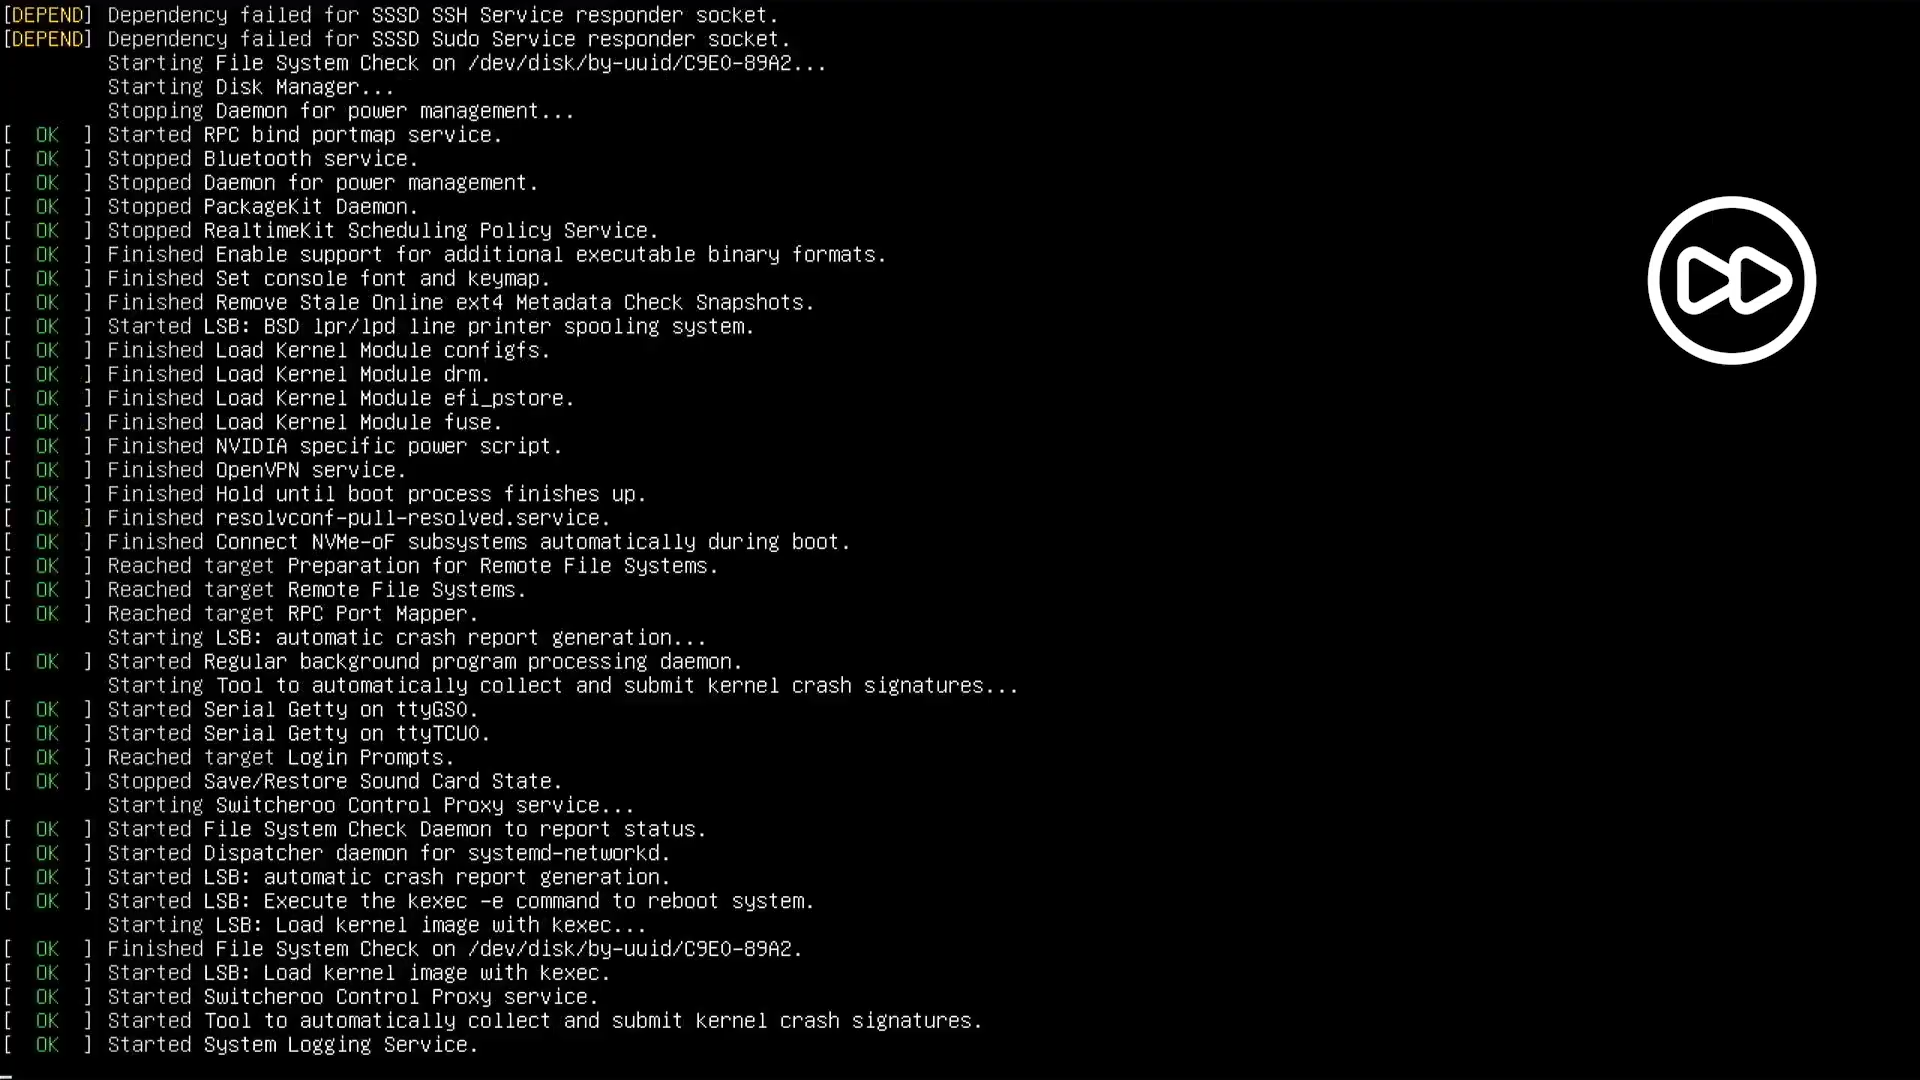 [DEPEND] Dependency failed for SSSD SSH Service responder socket.
[DEPEND] Dependency failed for SSSD Sudo Service responder socket.
Starting File System Check on /dev/disk/by-uuid/C9E0-89A2...
Starting Disk Manager...
Stopping Daemon for power management...
[ OK ] Started RPC bind portmap service.
[ OK ] Stopped Bluetooth service.
[ OK ] Stopped Daemon for power management.
[ OK ] Stopped PackageKit Daemon.
[ OK ] Stopped RealtimeKit Scheduling Policy Service.
[ OK ] Finished Enable support for additional executable binary formats.
[ OK ] Finished Set console font and keymap.
[ OK ] Finished Remove Stale Online ext4 Metadata Check Snapshots.
[ OK ] Started LSB: BSD lpr/lpd line printer spooling system.
[ OK ] Finished Load Kernel Module configfs.
[ OK ] Finished Load Kernel Module drm.
[ OK ] Finished Load Kernel Module efi_pstore.
[ OK ] Finished Load Kernel Module fuse.
[ OK ] Finished NVIDIA specific power script.
[ OK ] Finished OpenVPN service.
[ OK ] Finished Hold until boot process finishes up.
[ OK ] Finished resolvconf-pull-resolved.service.
[ OK ] Finished Connect NVMe-oF subsystems automatically during boot.
[ OK ] Reached target Preparation for Remote File Systems.
[ OK ] Reached target Remote File Systems.
[ OK ] Reached target RPC Port Mapper.
Starting LSB: automatic crash report generation...
[ OK ] Started Regular background program processing daemon.
Starting Tool to automatically collect and submit kernel crash signatures...
[ OK ] Started Serial Getty on ttyGS0.
[ OK ] Started Serial Getty on ttyTCU0.
[ OK ] Reached target Login Prompts.
[ OK ] Stopped Save/Restore Sound Card State.
Starting Switcheroo Control Proxy service...
[ OK ] Started File System Check Daemon to report status.
[ OK ] Started Dispatcher daemon for systemd-networkd.
[ OK ] Started LSB: automatic crash report generation.
[ OK ] Started LSB: Execute the kexec -e command to reboot system.
Starting LSB: Load kernel image with kexec...
[ OK ] Finished File System Check on /dev/disk/by-uuid/C9E0-89A2.
[ OK ] Started LSB: Load kernel image with kexec.
[ OK ] Started Switcheroo Control Proxy service.
[ OK ] Started Tool to automatically collect and submit kernel crash signatures.
[ OK ] Started System Logging Service.